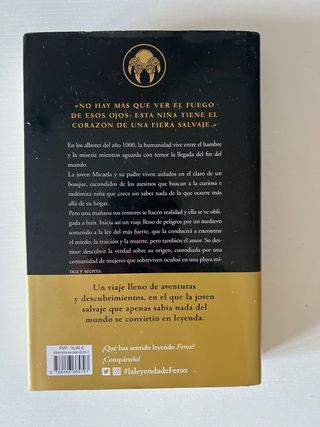 «NO HAY MÁS QUE VER EL FUEGO
DE ESOS OJOS: ESTA NIÑA TIENE EL
CORAZÓN DE UNA FIERA SALVAJE.»
En los albores del año 1000, la humanidad vive entre el hambre
y la miseria mientras aguarda con temor la llegada del fin del
mundo.
La joven Micaela y su padre viven aislados en el claro de un
bosque, escondidos de los asesinos que buscan a la curiosa e
indómita niña que crece sin saber nada de lo que ocurre más
allá de su hogar.
Pero una mañana sus temores se hacen realidad y ella se ve obli-
gada a huir. Inicia así un viaje lleno de peligros por un medievo
sometido a la ley del más fuerte, que la conducirá a encontrar
el miedo, la traición y la muerte, pero también el amor. Su des-
tino: descubrir la verdad sobre su origen, custodiada por una
comunidad de mujeres que sobreviven ocultas en una playa mí-
tica y secreta.
Un viaje lleno de aventuras
y descubrimientos, en el que la joven
salvaje que apenas sabía nada del
mundo se convirtió en leyenda.
¿Qué has sentido leyendo Ferox?
¡Compártelo!
#laleyendadeFerox
PVP: 18,90 €